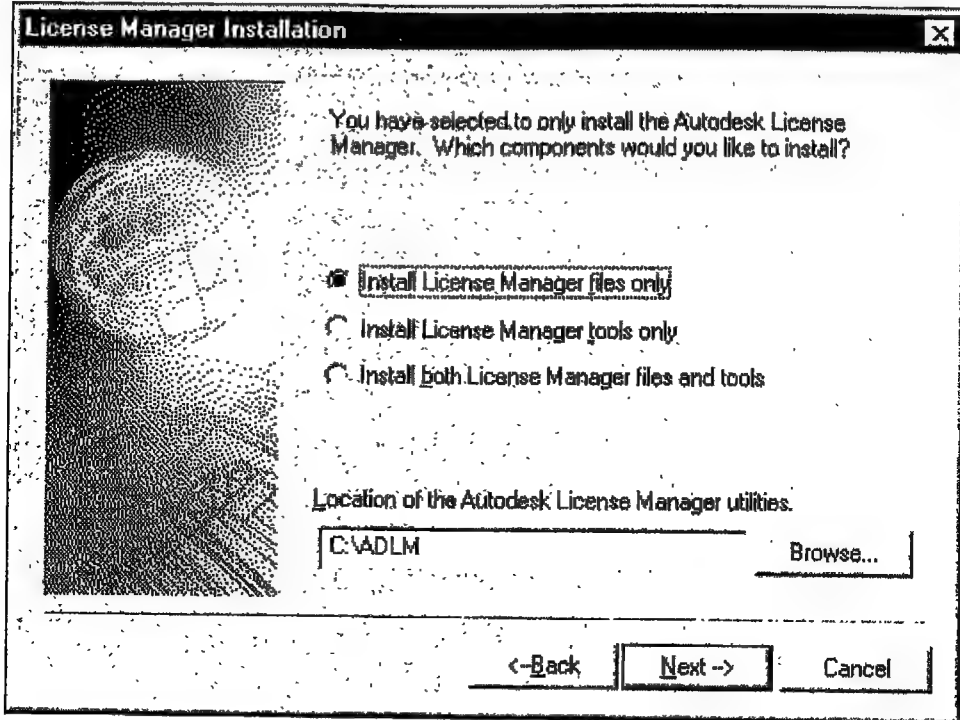 License Manager Installation
You have selected to only install the Autodesk License
Manager. Which components would you like to install?
Install License Manager files only
Install License Manager tools only
Install both License Manager files and tools
Location of the Autodesk License Manager utilities.
C:\ADLM
Browse...
<--Back
Next -->
Cancel